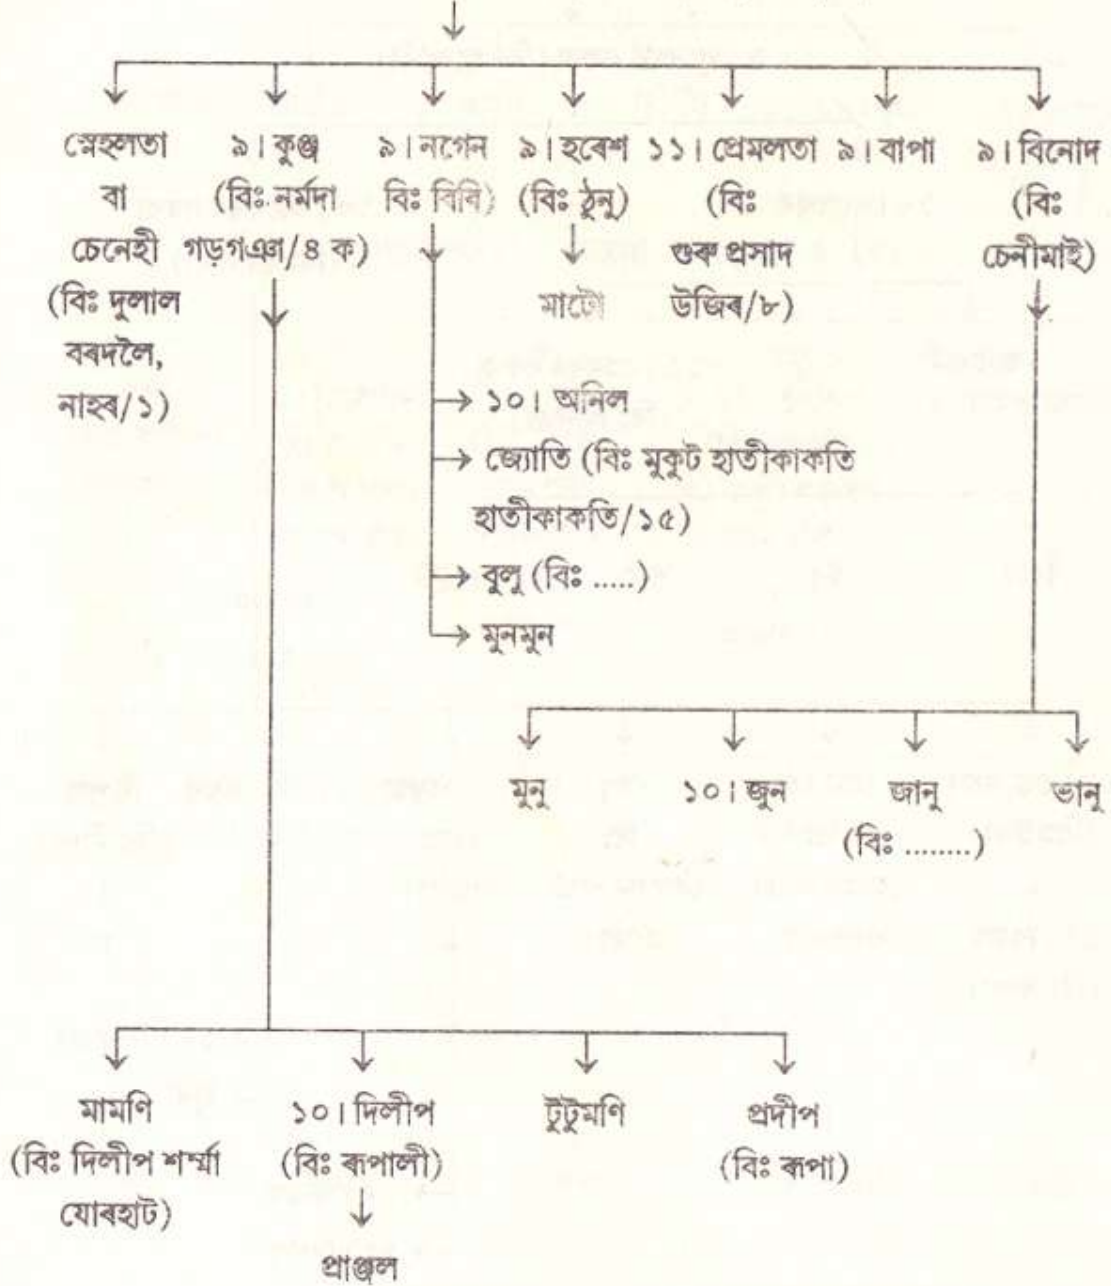 স্নেহলতা ৯। কুঞ্জ ৯। নগেন ৯। হৰেশ ১১। প্ৰেমলতা ৯। বাপা ৯। বিনোদ
বা (বিঃ নৰ্মদা বিঃ বিবি) (বিঃ ঠুনু) (বিঃ (বিঃ
চেনেহী গড়গঞা/৪ ক) গুৰুপ্ৰসাদ চেনীমাই)
(বিঃ দুলাল মাটো উজিৰ/৮)
বৰদলৈ,
নাহৰ/১)
১০। অনিল
জ্যোতি (বিঃ মুকুট হাতীকাকতি
হাতীকাকতি/১৫)
বুলু (বিঃ .....)
মুনমুন
মুনু ১০। জুন জানু ভানু
(বিঃ ........)
মামণি ১০। দিলীপ টুটুমণি প্ৰদীপ
(বিঃ দিলীপ শৰ্ম্মা (বিঃ ৰূপালী) (বিঃ ৰূপা)
যোৰহাট)
প্ৰাঞ্জল